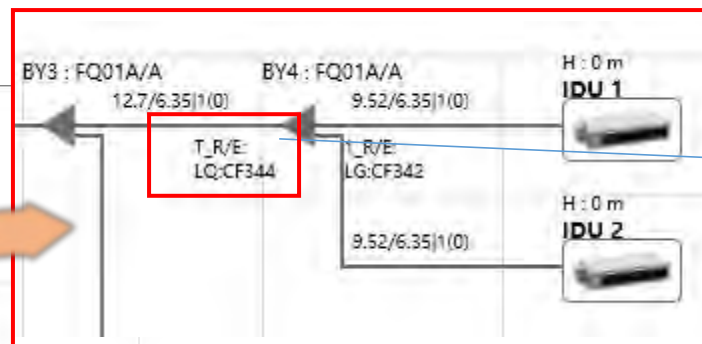 BY3 : FQ01A/A
BY4 : FQ01A/A
H : 0 m
IDU 1
12.7/6.35|1(0)
9.52/6.35|1(0)
T_R/E:
LQ:CF344
T_R/E:
LG:CF342
H : 0 m
IDU 2
9.52/6.35|1(0)